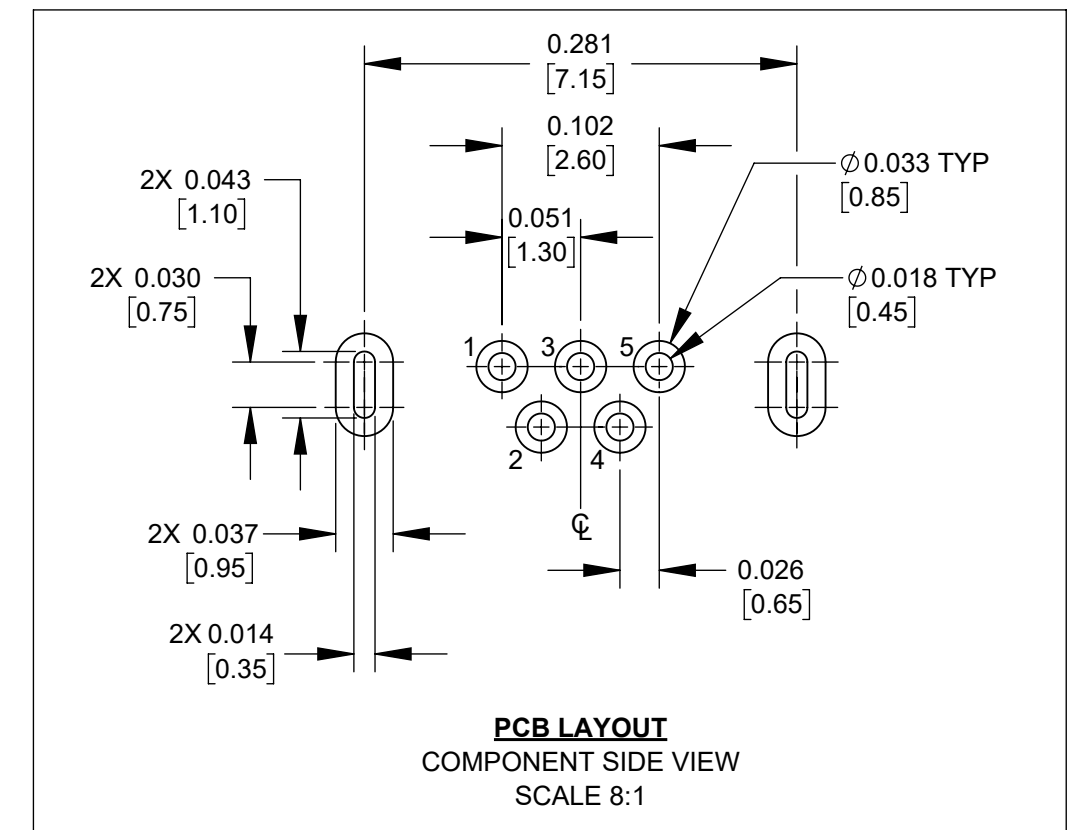 0.281
[7.15]
0.102
[2.60]
2X 0.043
[1.10]
∅ 0.033 TYP
[0.85]
0.051
[1.30]
2X 0.030
[0.75]
∅ 0.018 TYP
[0.45]
1
3
5
2
4
℄
2X 0.037
[0.95]
0.026
[0.65]
2X 0.014
[0.35]
PCB LAYOUT
COMPONENT SIDE VIEW
SCALE 8:1